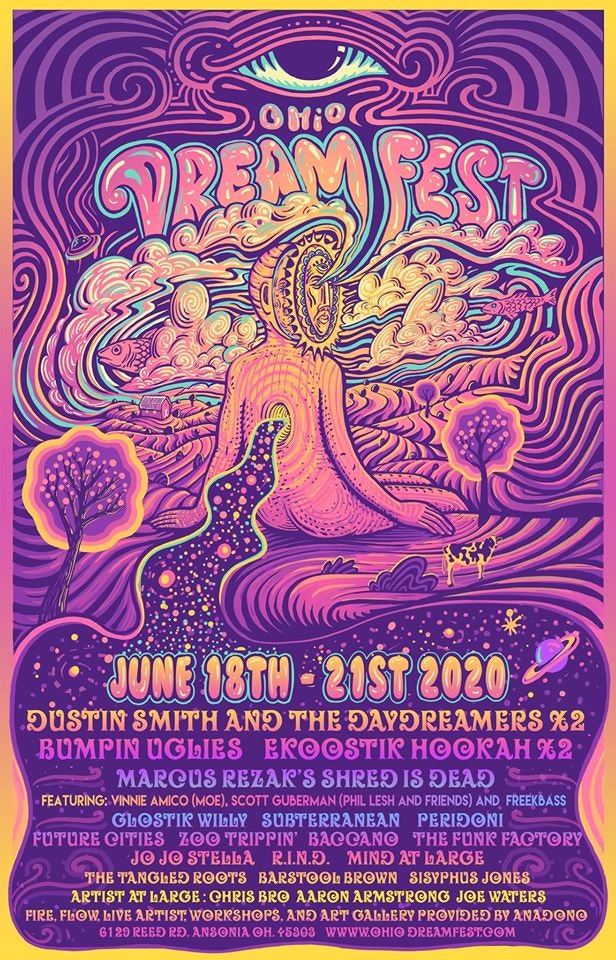 OHIO
DREAM FEST
JUNE 18TH - 21ST 2020
DUSTIN SMITH AND THE DAYDREAMERS X2
BUMPIN UGLIES EKOOSTIK HOOKAH X2
MARCUS REZAK'S SHRED IS DEAD
FEATURING: VINNIE AMICO (MOE), SCOTT GUBERMAN (PHIL LESH AND FRIENDS) AND FREEKBASS
GLOSTIK WILLY SUBTERRANEAN PERIDONI
FUTURE CITIES ZOO TRIPPIN' BACCANO THE FUNK FACTORY
JO JO STELLA R.I.N.D. MIND AT LARGE
THE TANGLED ROOTS BARSTOOL BROWN SISYPHUS JONES
ARTIST AT LARGE : CHRIS BRO AARON ARMSTRONG JOE WATERS
FIRE, FLOW, LIVE ARTIST, WORKSHOPS, AND ART GALLERY PROVIDED BY ANADONO
6129 REED RD. ANSONIA OH. 45303 WWW.OHIO DREAMFEST.COM